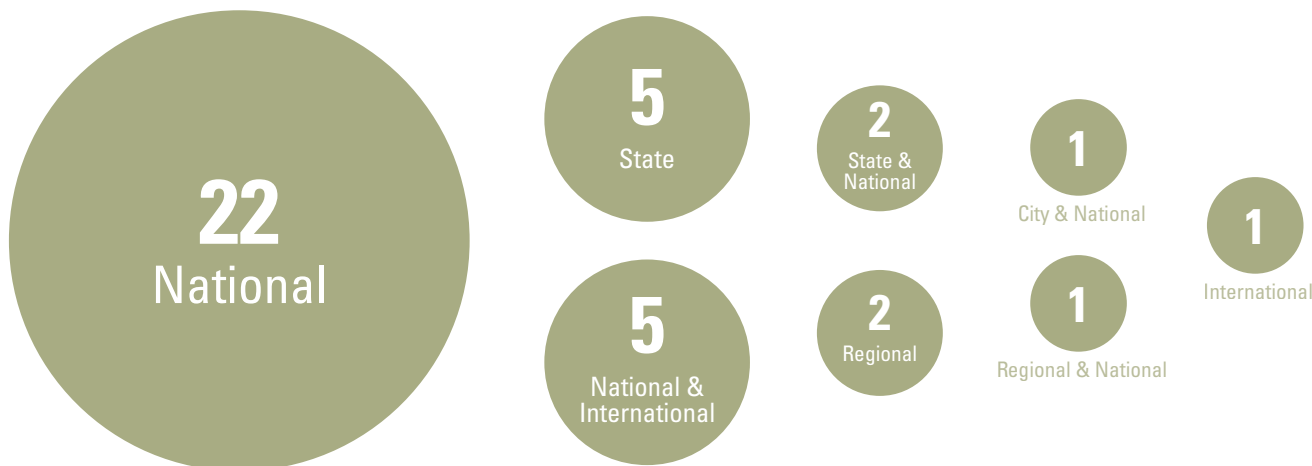 22
National
5
State
5
National &
International
2
State &
National
2
Regional
1
City & National
1
Regional & National
1
International